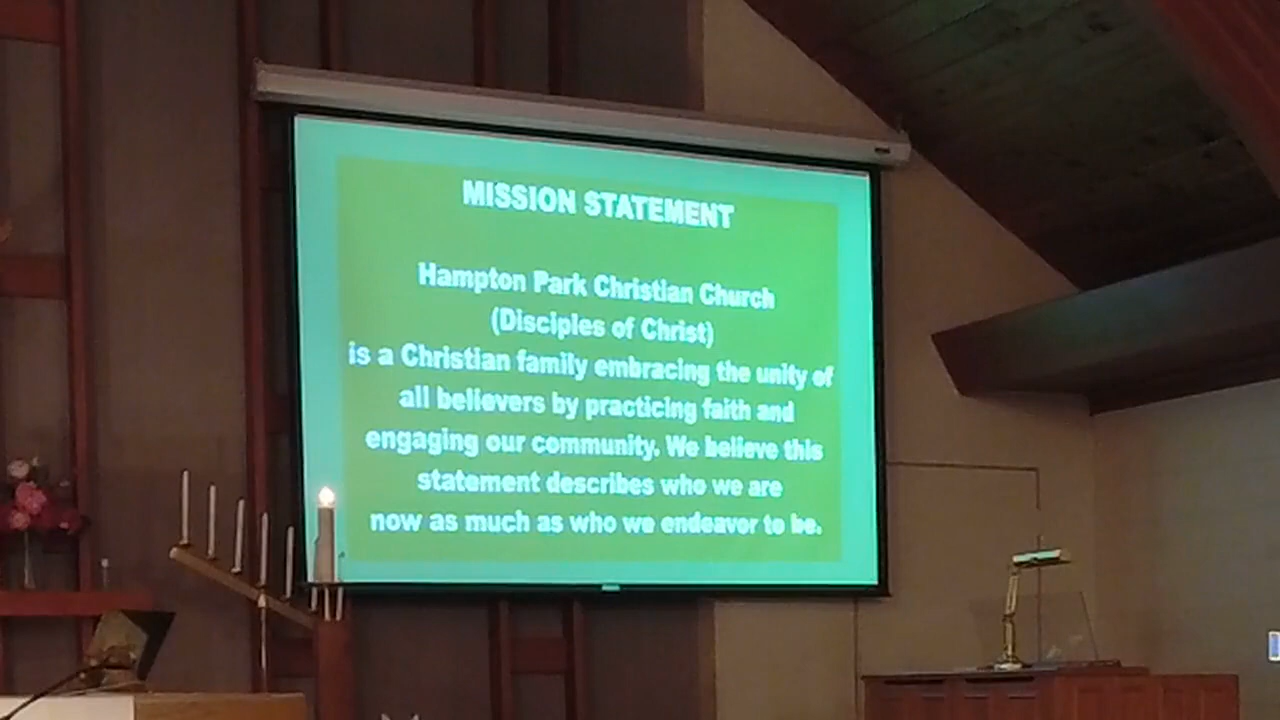 MISSION STATEMENT
Hampton Park Christian Church
(Disciples of Christ)
is a Christian family embracing the unity of
all believers by practicing faith and
engaging our community. We believe this
statement describes who we are
now as much as who we endeavor to be.